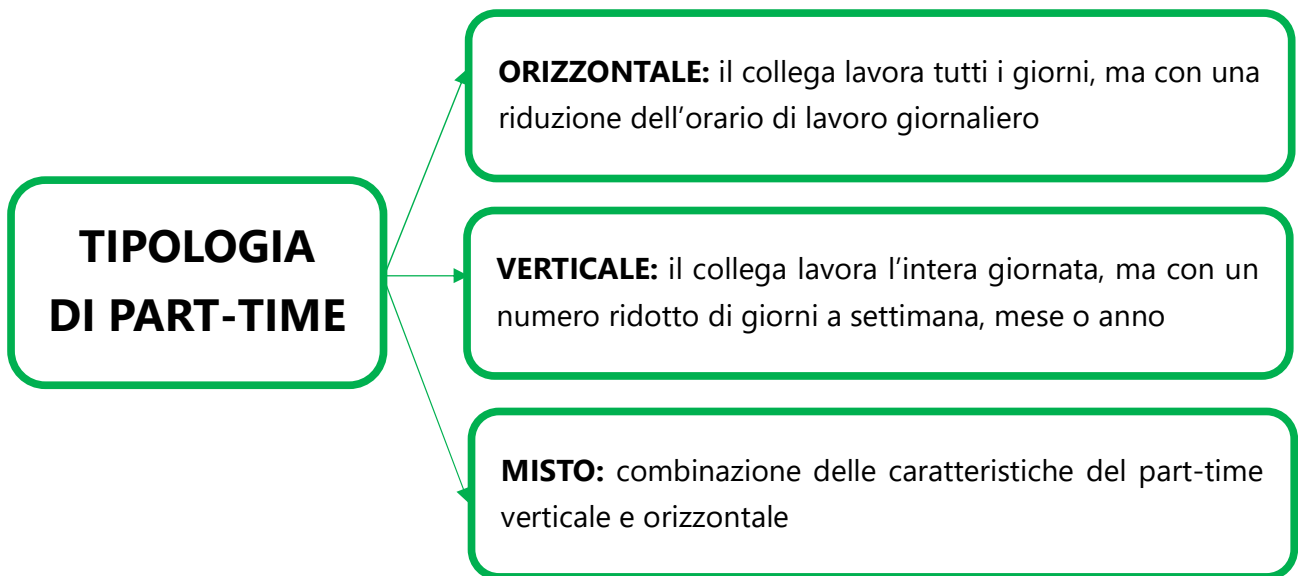 TIPOLOGIA
DI PART-TIME
ORIZZONTALE: il collega lavora tutti i giorni, ma con una
riduzione dell’orario di lavoro giornaliero
VERTICALE: il collega lavora l’intera giornata, ma con un
numero ridotto di giorni a settimana, mese o anno
MISTO: combinazione delle caratteristiche del part-time
verticale e orizzontale